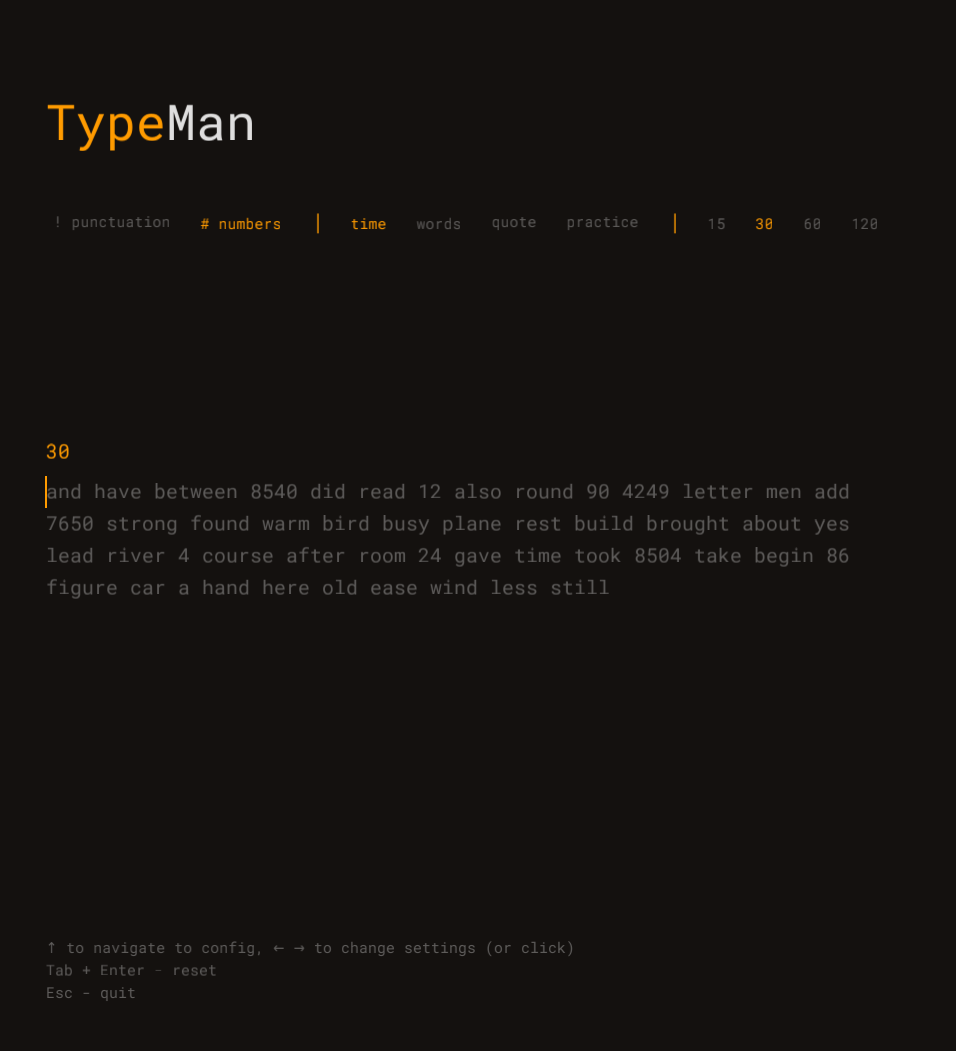 TypeMan
! punctuation # numbers | time words quote practice | 15 30 60 120
30
and have between 8540 did read 12 also round 90 4249 letter men add
7650 strong found warm bird busy plane rest build brought about yes
lead river 4 course after room 24 gave time took 8504 take begin 86
figure car a hand here old ease wind less still
↑ to navigate to config, ← → to change settings (or click)
Tab + Enter - reset
Esc - quit